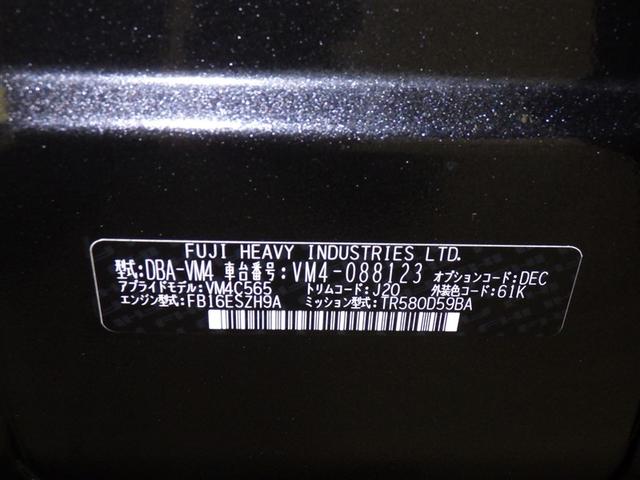 FUJI HEAVY INDUSTRIES LTD.
型式:DBA-VM4 車台番号:VM4-088123 オプションコード:DEC
アプライドモデル:VM4C565 トリムコード:J20 外装色コード:61K
エンジン型式:FB16ESZH9A ミッション型式:TR580D59BA